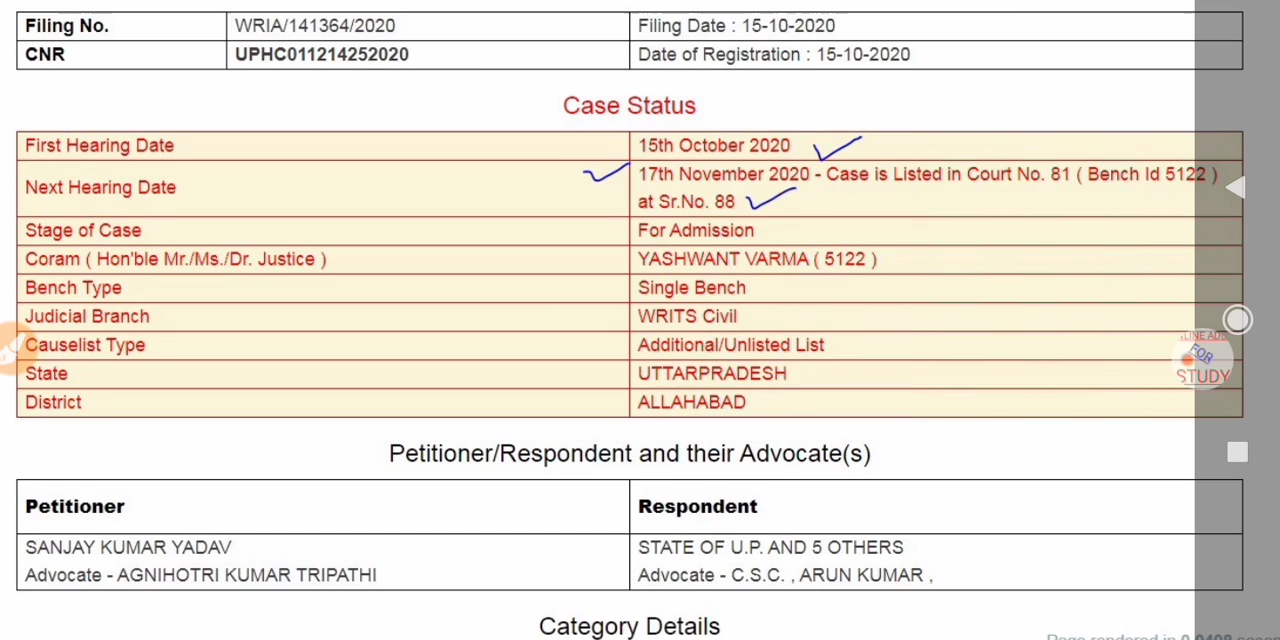 Filing No. WRIA/141364/2020 Filing Date : 15-10-2020
CNR UPHC011214252020 Date of Registration : 15-10-2020
Case Status
First Hearing Date 15th October 2020
Next Hearing Date 17th November 2020 - Case is Listed in Court No. 81 ( Bench Id 5122 )
at Sr.No. 88
Stage of Case For Admission
Coram ( Hon'ble Mr./Ms./Dr. Justice ) YASHWANT VARMA ( 5122 )
Bench Type Single Bench
Judicial Branch WRITS Civil
Causelist Type Additional/Unlisted List
State UTTARPRADESH
District ALLAHABAD
FOR
STUDY
Petitioner/Respondent and their Advocate(s)
Petitioner Respondent
SANJAY KUMAR YADAV STATE OF U.P. AND 5 OTHERS
Advocate - AGNIHOTRI KUMAR TRIPATHI Advocate - C.S.C. , ARUN KUMAR ,
Category Details